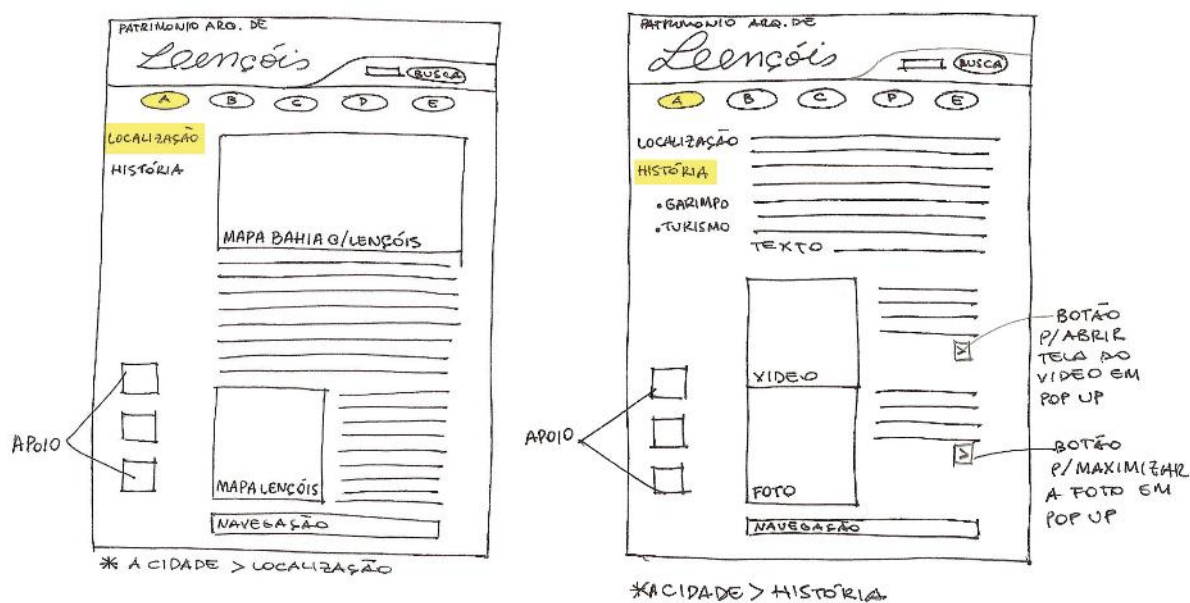 PATRIMONIO ARQ. DE
Leençóis
BUSCA
A B C D E
LOCALIZAÇÃO
HISTÓRIA
MAPA BAHIA C/LENÇÓIS
APOIO
MAPA LENÇÓIS
NAVEGAÇÃO
* A CIDADE > LOCALIZAÇÃO
PATRIMONIO ARQ. DE
Leençóis
BUSCA
A B C P E
LOCALIZAÇÃO
HISTÓRIA
•GARIMPO
•TURISMO
TEXTO
VIDEO
BOTÃO
P/ABRIR
TELA DO
VIDEO EM
POP UP
APOIO
FOTO
BOTÃO
P/MAXIMIZAR
A FOTO EM
POP UP
NAVEGAÇÃO
*A CIDADE > HISTÓRIA